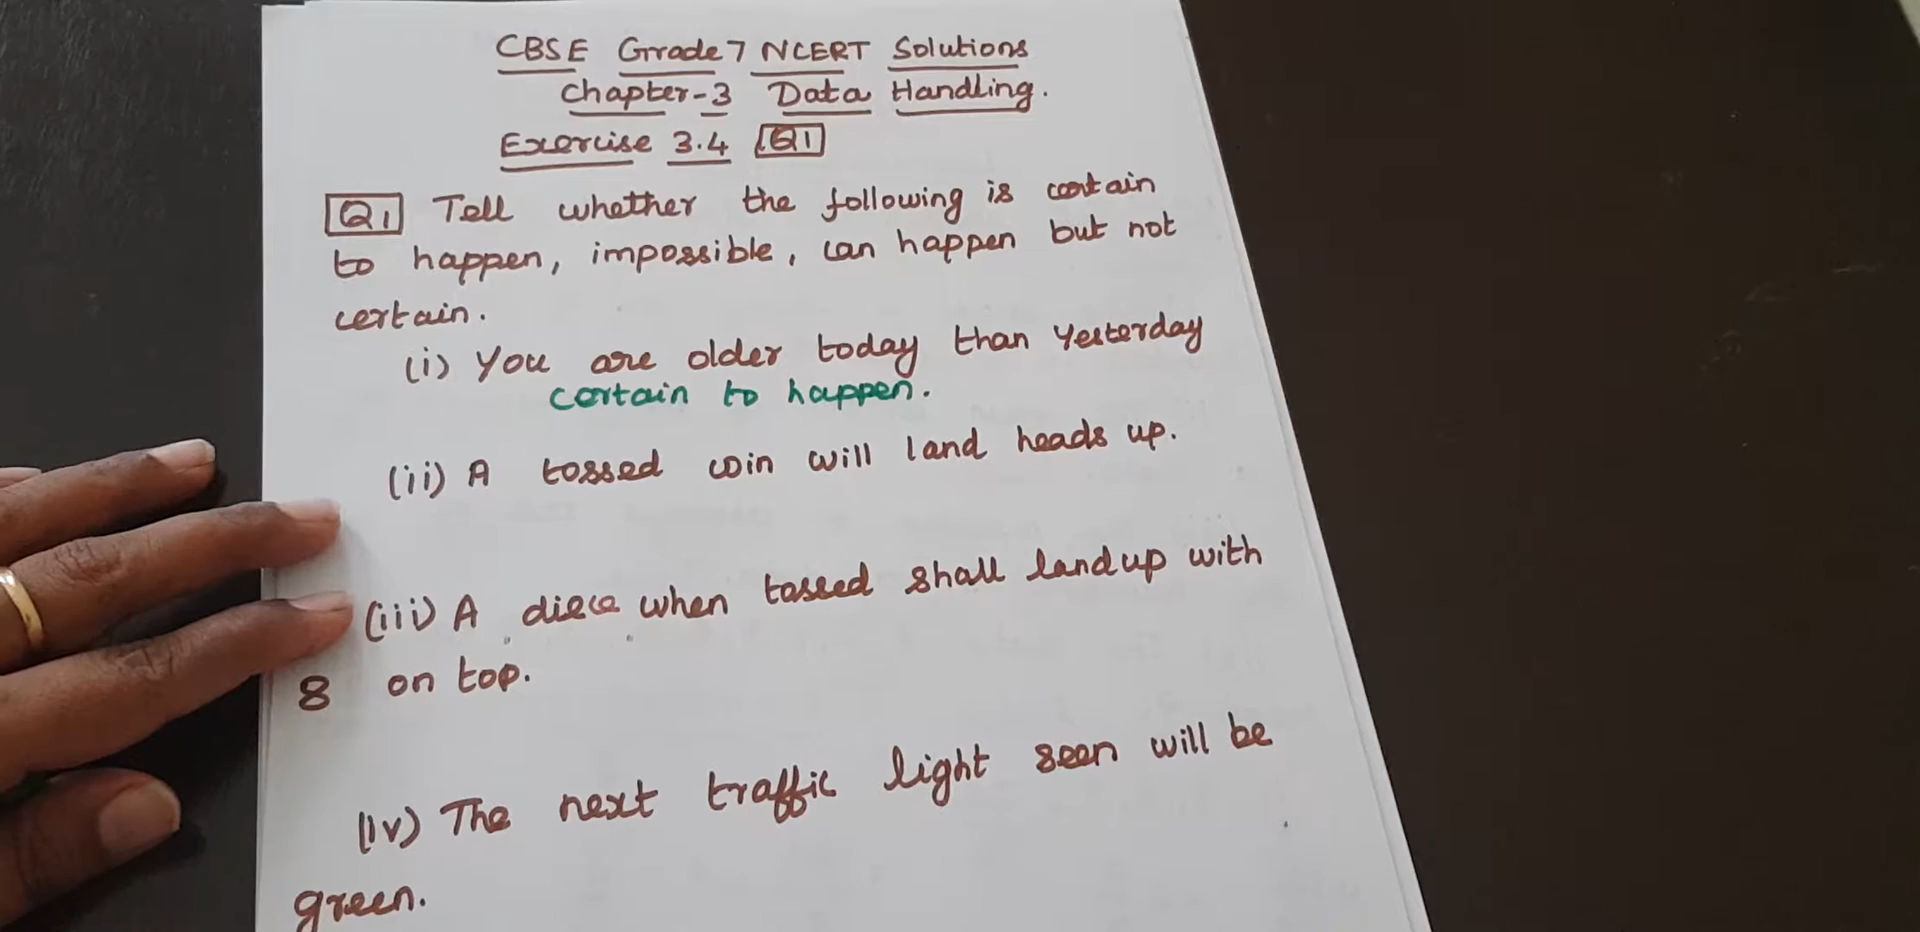 CBSE Grade 7 NCERT Solutions
Chapter-3 Data Handling.
Exercise 3.4 Q1
Q1 Tell whether the following is certain
to happen, impossible, can happen but not
certain.
(i) You are older today than Yesterday
certain to happen.
(ii) A tossed coin will land heads up.
(iii) A diece when tossed shall land up with
8 on top.
(iv) The next traffic light seen will be
green.